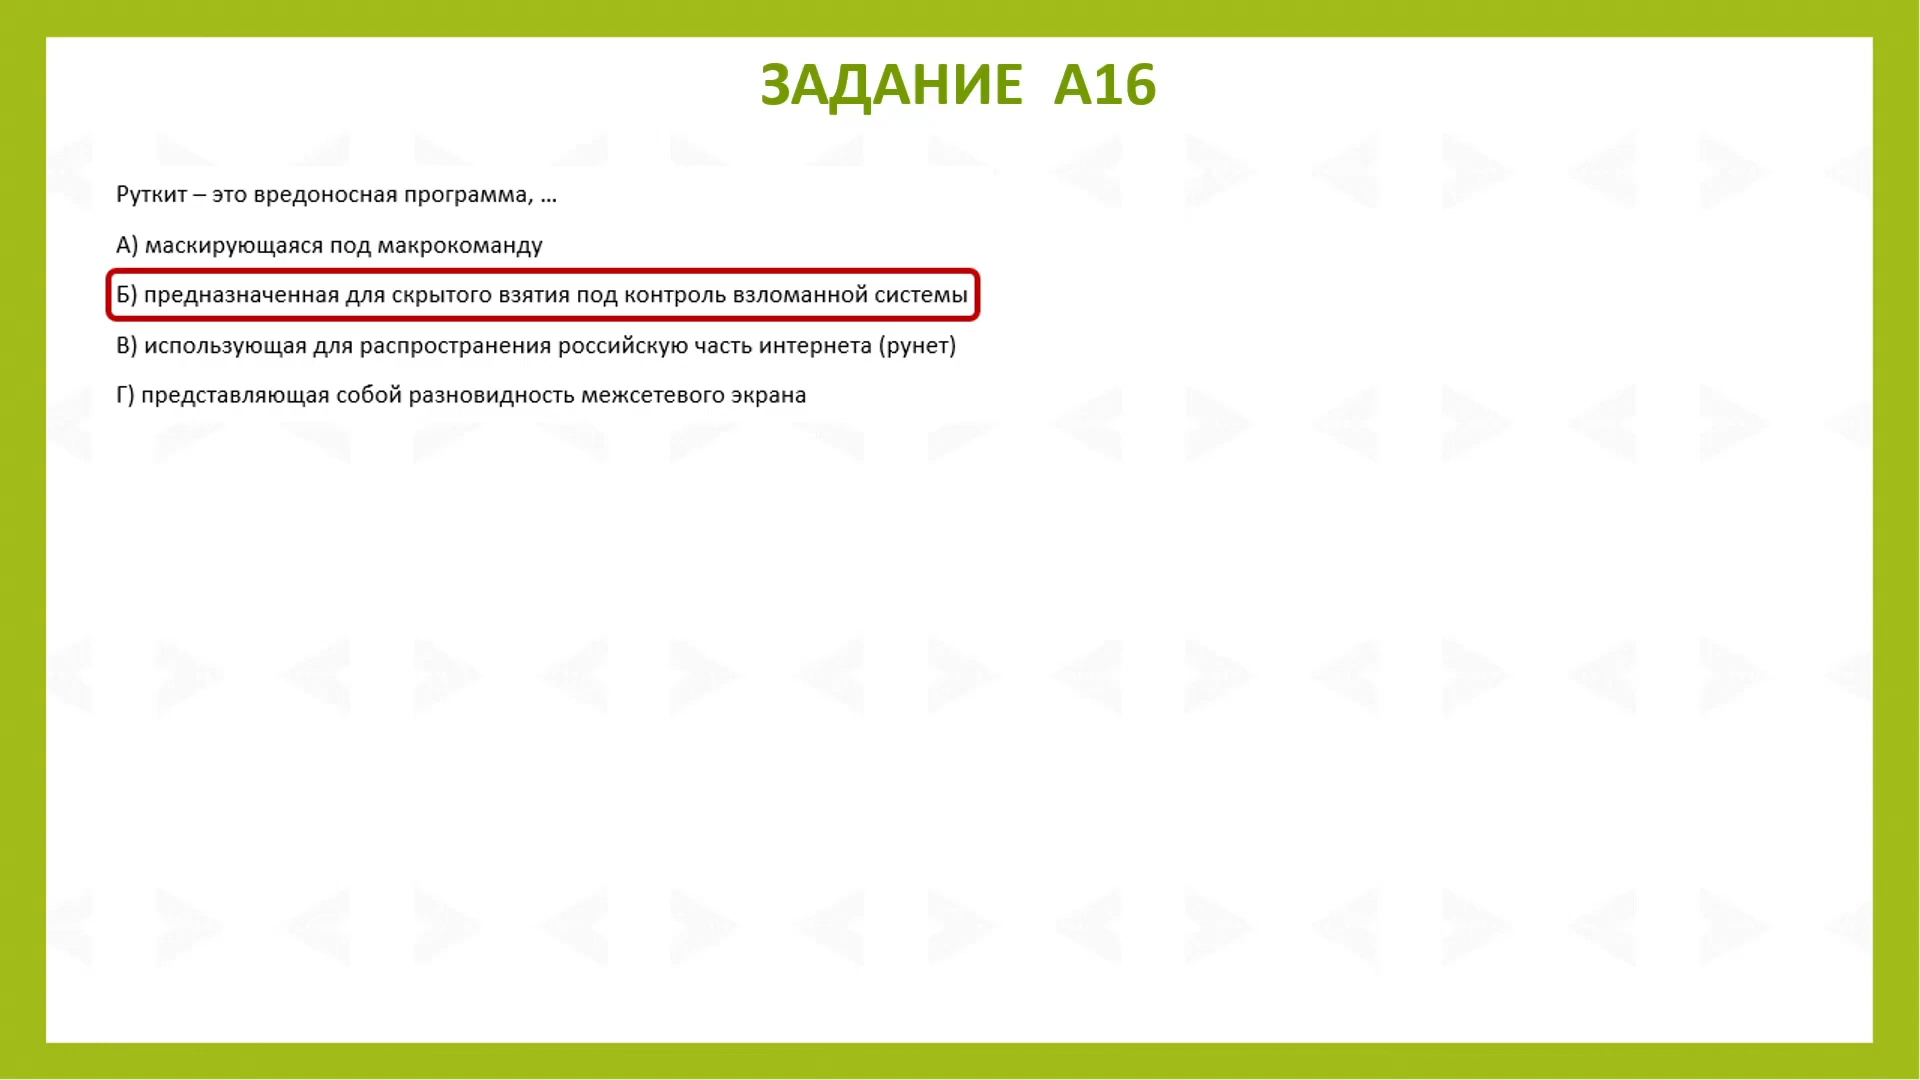 ЗАДАНИЕ А16
Руткит – это вредоносная программа, ...
А) маскирующаяся под макрокоманду
Б) предназначенная для скрытого взятия под контроль взломанной системы
В) использующая для распространения российскую часть интернета (рунет)
Г) представляющая собой разновидность межсетевого экрана